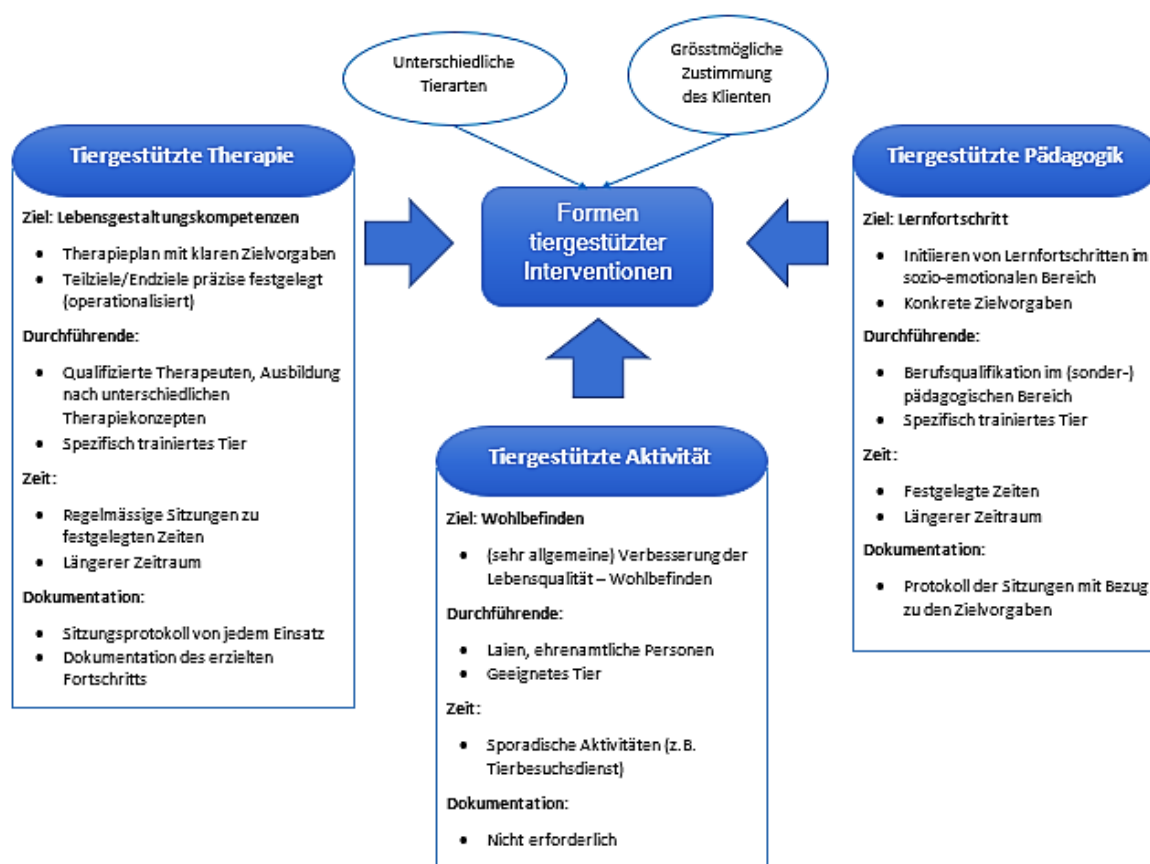 Unterschiedliche
Tierarten
Grösstmögliche
Zustimmung
des Klienten
Tiergestützte Therapie
Ziel: Lebensgestaltungskompetenzen
• Therapieplan mit klaren Zielvorgaben
• Teilziele/Endziele präzise festgelegt
(operationalisiert)
Durchführende:
• Qualifizierte Therapeuten, Ausbildung
nach unterschiedlichen
Therapiekonzepten
• Spezifisch trainiertes Tier
Zeit:
• Regelmässige Sitzungen zu
festgelegten Zeiten
• Längerer Zeitraum
Dokumentation:
• Sitzungsprotokoll von jedem Einsatz
• Dokumentation des erzielten
Fortschritts
Formen
tiergestützter
Interventionen
Tiergestützte Aktivität
Ziel: Wohlbefinden
• (sehr allgemeine) Verbesserung der
Lebensqualität – Wohlbefinden
Durchführende:
• Laien, ehrenamtliche Personen
• Geeignetes Tier
Zeit:
• Sporadische Aktivitäten (z.B.
Tierbesuchsdienst)
Dokumentation:
• Nicht erforderlich
Tiergestützte Pädagogik
Ziel: Lernfortschritt
• Initiieren von Lernfortschritten im
sozio-emotionalen Bereich
• Konkrete Zielvorgaben
Durchführende:
• Berufsqualifikation im (sonder-)
pädagogischen Bereich
• Spezifisch trainiertes Tier
Zeit:
• Festgelegte Zeiten
• Längerer Zeitraum
Dokumentation:
• Protokoll der Sitzungen mit Bezug
zu den Zielvorgaben